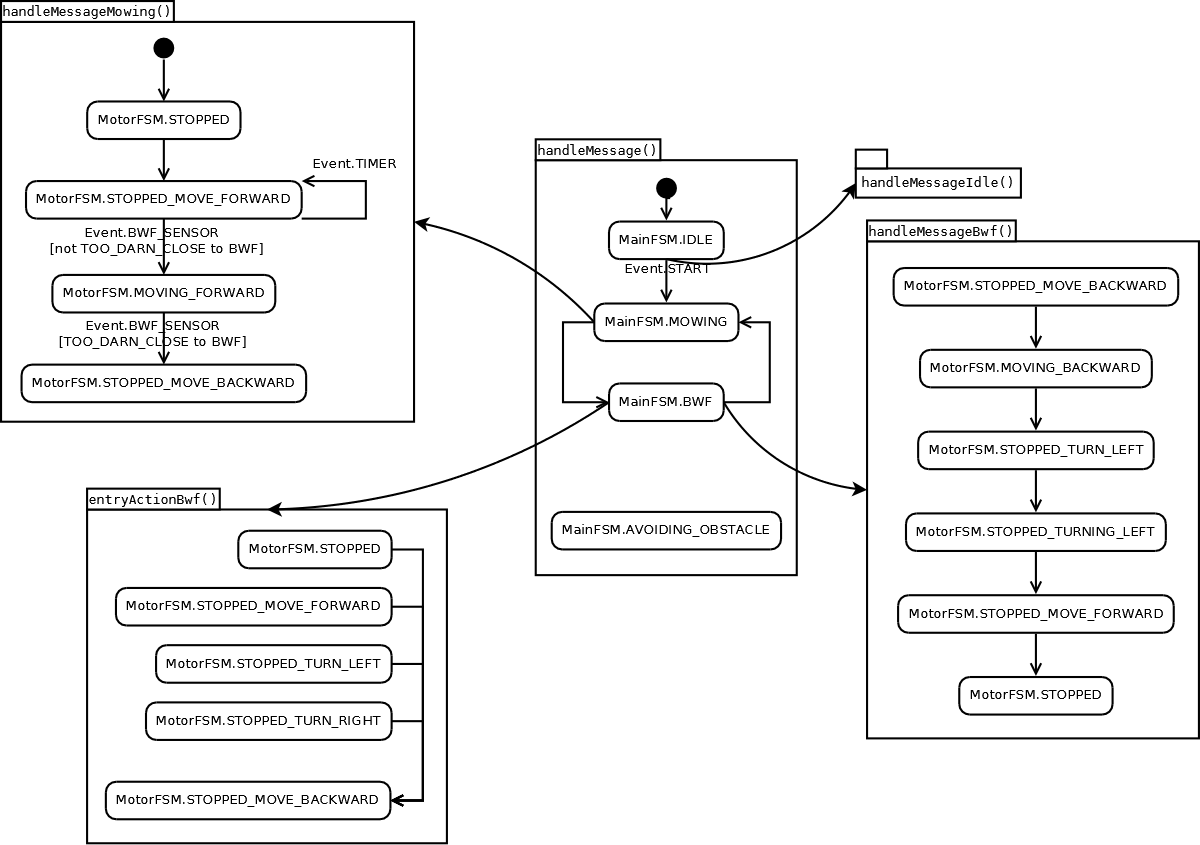 handleMessageMowing()
MotorFSM.STOPPED
Event.TIMER
MotorFSM.STOPPED_MOVE_FORWARD
Event.BWF_SENSOR
[not TOO_DARN_CLOSE to BWF]
MotorFSM.MOVING_FORWARD
Event.BWF_SENSOR
[TOO_DARN_CLOSE to BWF]
MotorFSM.STOPPED_MOVE_BACKWARD
handleMessage()
MainFSM.IDLE
Event.START
MainFSM.MOWING
MainFSM.BWF
MainFSM.AVOIDING_OBSTACLE
handleMessageIdle()
handleMessageBwf()
MotorFSM.STOPPED_MOVE_BACKWARD
MotorFSM.MOVING_BACKWARD
MotorFSM.STOPPED_TURN_LEFT
MotorFSM.STOPPED_TURNING_LEFT
MotorFSM.STOPPED_MOVE_FORWARD
MotorFSM.STOPPED
entryActionBwf()
MotorFSM.STOPPED
MotorFSM.STOPPED_MOVE_FORWARD
MotorFSM.STOPPED_TURN_LEFT
MotorFSM.STOPPED_TURN_RIGHT
MotorFSM.STOPPED_MOVE_BACKWARD